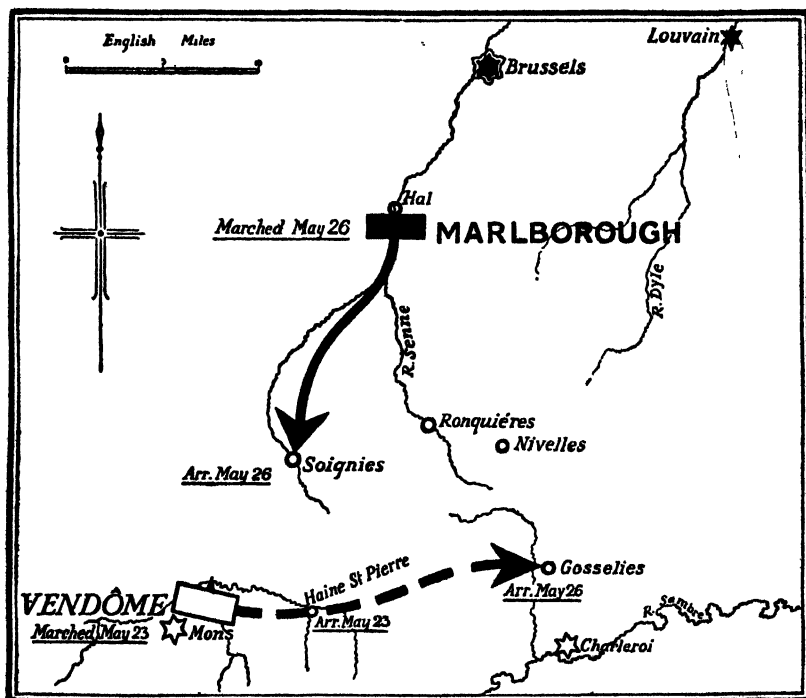 English Miles
Louvain
Brussels
Hal
Marched May 26
MARLBOROUGH
R. Dyle
R. Senne
Ronquiéres
Nivelles
Soignies
Arr. May 26
Haine St Pierre
Gosselies
Arr. May 26
VENDÔME
Marched May 23
Mons
Arr. May 23
R. Sambre
Charleroi